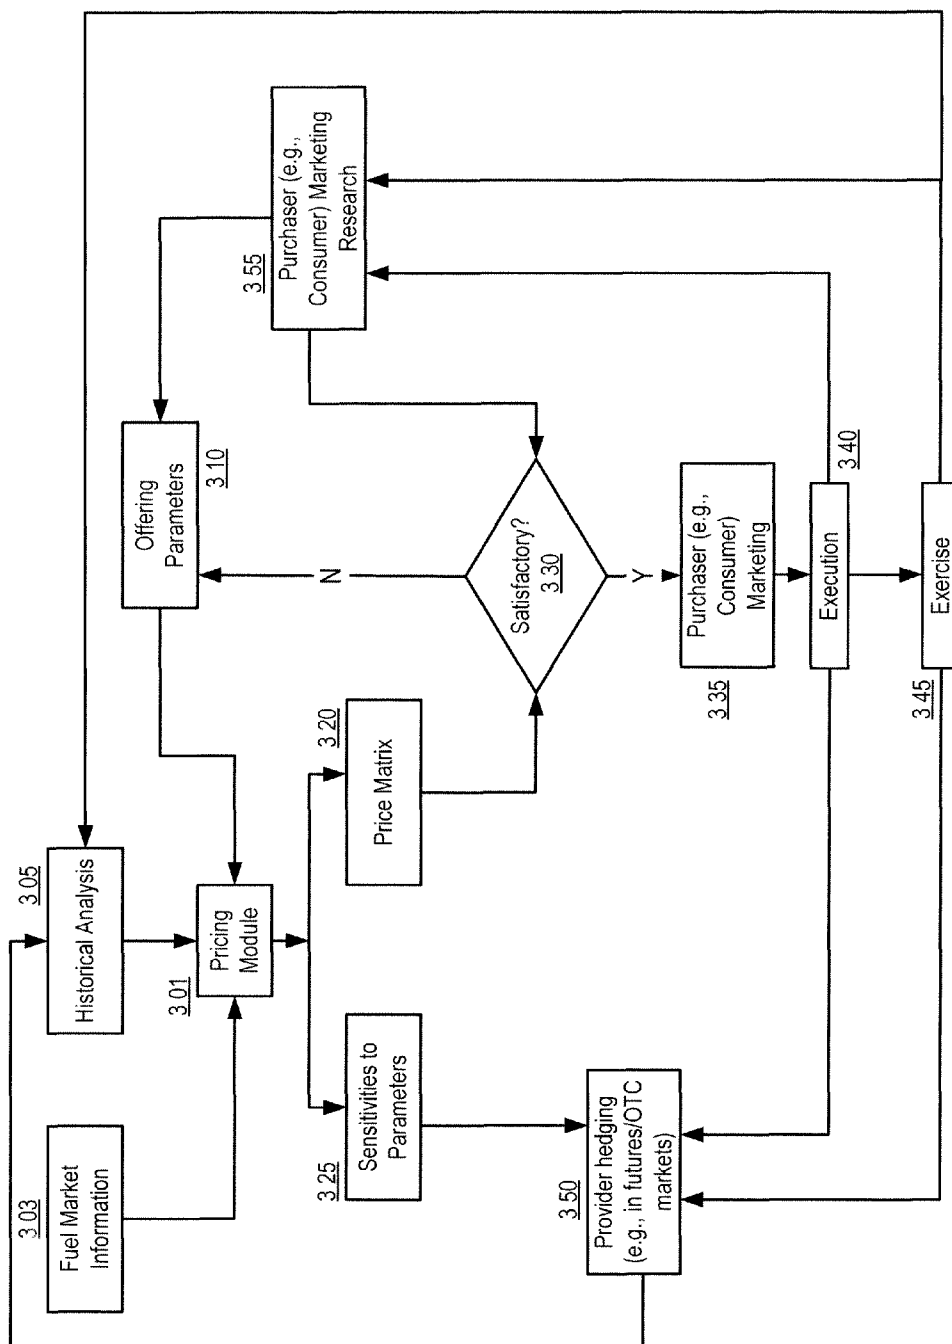 3.03
Fuel Market
Information
3.05
Historical Analysis
3.01
Pricing
Module
Offering
Parameters
3.10
3.55
Purchaser (e.g.,
Consumer) Marketing
Research
3.25
Sensitivities to
Parameters
3.20
Price Matrix
N
Satisfactory?
3.30
Y
3.50
Provider hedging
(e.g., in futures/OTC
markets)
3.35
Purchaser (e.g.,
Consumer)
Marketing
Execution
3.40
3.45
Exercise